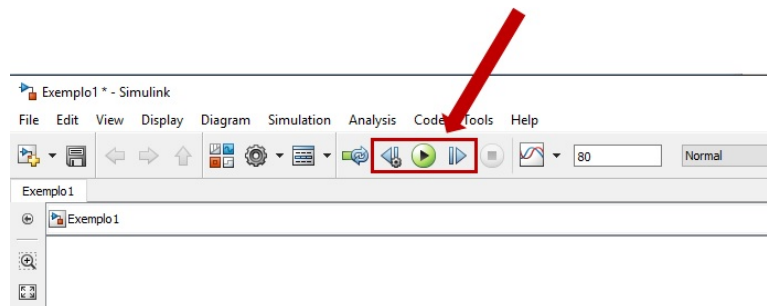 Exemplo1 * - Simulink
File Edit View Display Diagram Simulation Analysis Code Tools Help
80 Normal
Exemplo1
Exemplo1